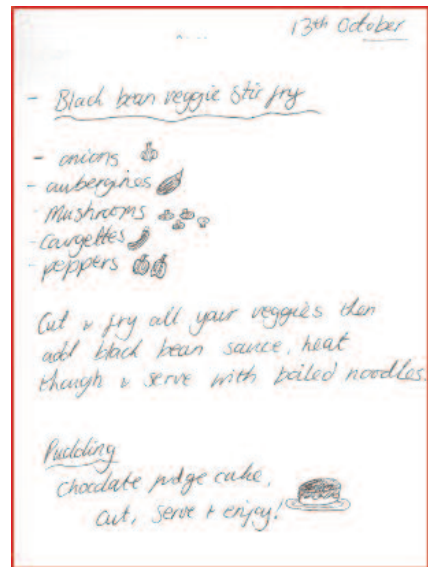 13th October
- Black bean veggie stir fry
- onions
- aubergines
- Mushrooms
- Courgettes
- peppers
Cut & fry all your veggies then
add black bean sauce, heat
though & serve with boiled noodles.
Pudding
Chocolate fudge cake,
Cut, serve & enjoy!